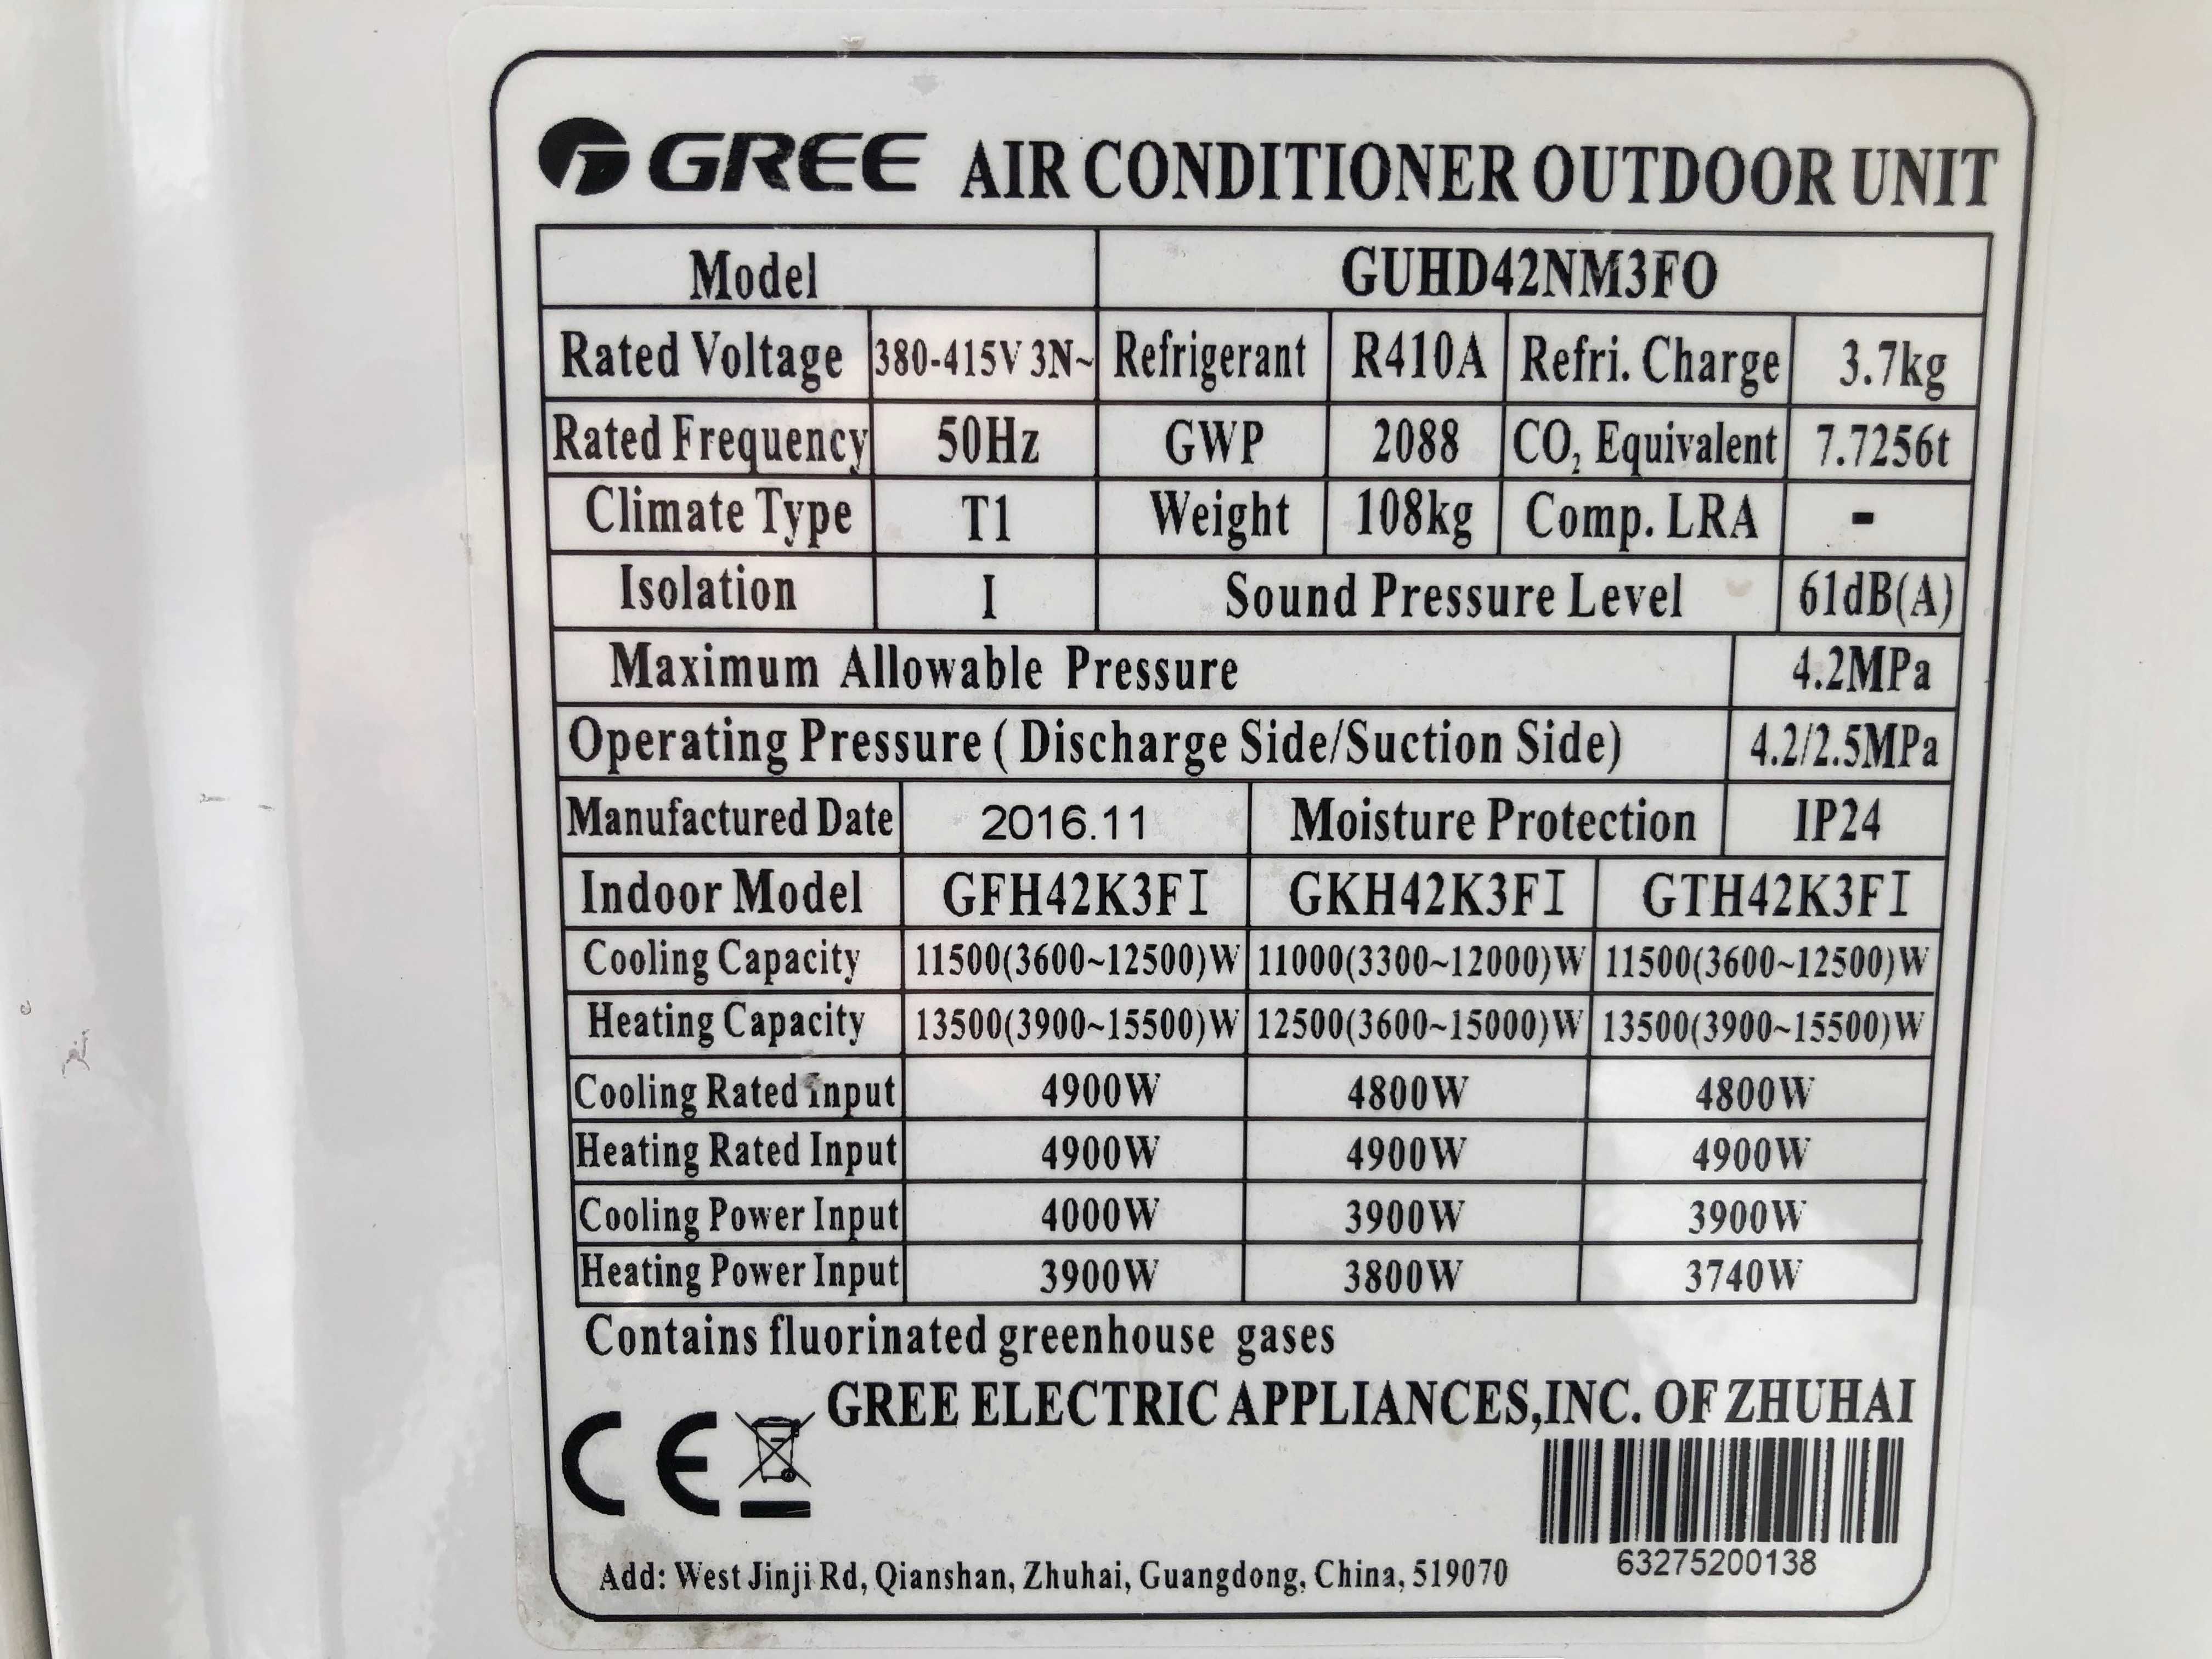 GREE AIR CONDITIONER OUTDOOR UNIT
Model GUHD42NM3FO
Rated Voltage 380-415V 3N~ Refrigerant R410A Refri. Charge 3.7kg
Rated Frequency 50Hz GWP 2088 CO₂ Equivalent 7.7256t
Climate Type T1 Weight 108kg Comp. LRA -
Isolation I Sound Pressure Level 61dB(A)
Maximum Allowable Pressure 4.2MPa
Operating Pressure ( Discharge Side/Suction Side) 4.2/2.5MPa
Manufactured Date 2016.11 Moisture Protection IP24
Indoor Model GFH42K3FI GKH42K3FI GTH42K3FI
Cooling Capacity 11500(3600~12500)W 11000(3300~12000)W 11500(3600~12500)W
Heating Capacity 13500(3900~15500)W 12500(3600~15000)W 13500(3900~15500)W
Cooling Rated Input 4900W 4800W 4800W
Heating Rated Input 4900W 4900W 4900W
Cooling Power Input 4000W 3900W 3900W
Heating Power Input 3900W 3800W 3740W
Contains fluorinated greenhouse gases
GREE ELECTRIC APPLIANCES,INC. OF ZHUHAI
CE
63275200138
Add: West Jinji Rd, Qianshan, Zhuhai, Guangdong, China, 519070